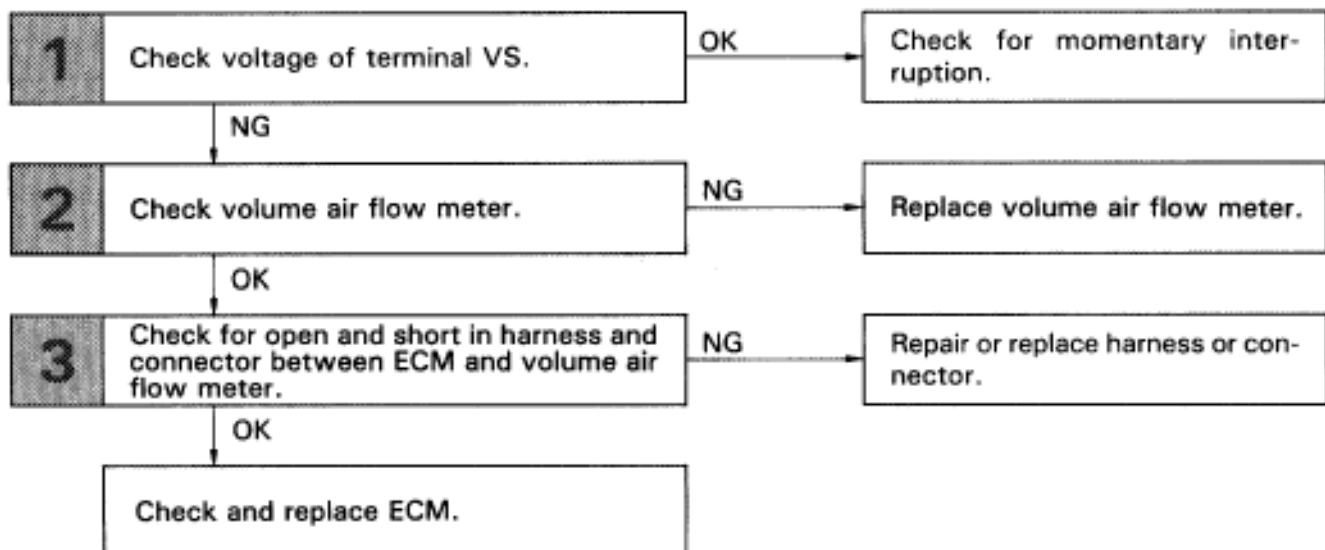 1
Check voltage of terminal VS.
OK
Check for momentary inter-
ruption.
NG
2
Check volume air flow meter.
NG
Replace volume air flow meter.
OK
3
Check for open and short in harness and
connector between ECM and volume air
flow meter.
NG
Repair or replace harness or con-
nector.
OK
Check and replace ECM.